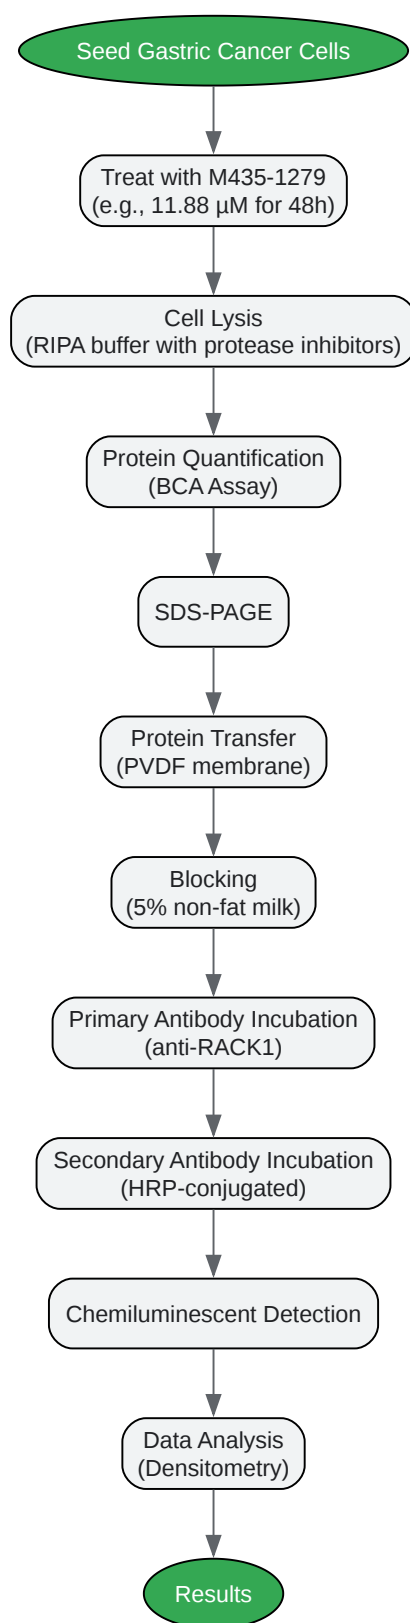 Seed Gastric Cancer Cells
Treat with M435-1279
(e.g., 11.88 µM for 48h)
Cell Lysis
(RIPA buffer with protease inhibitors)
Protein Quantification
(BCA Assay)
SDS-PAGE
Protein Transfer
(PVDF membrane)
Blocking
(5% non-fat milk)
Primary Antibody Incubation
(anti-RACK1)
Secondary Antibody Incubation
(HRP-conjugated)
Chemiluminescent Detection
Data Analysis
(Densitometry)
Results